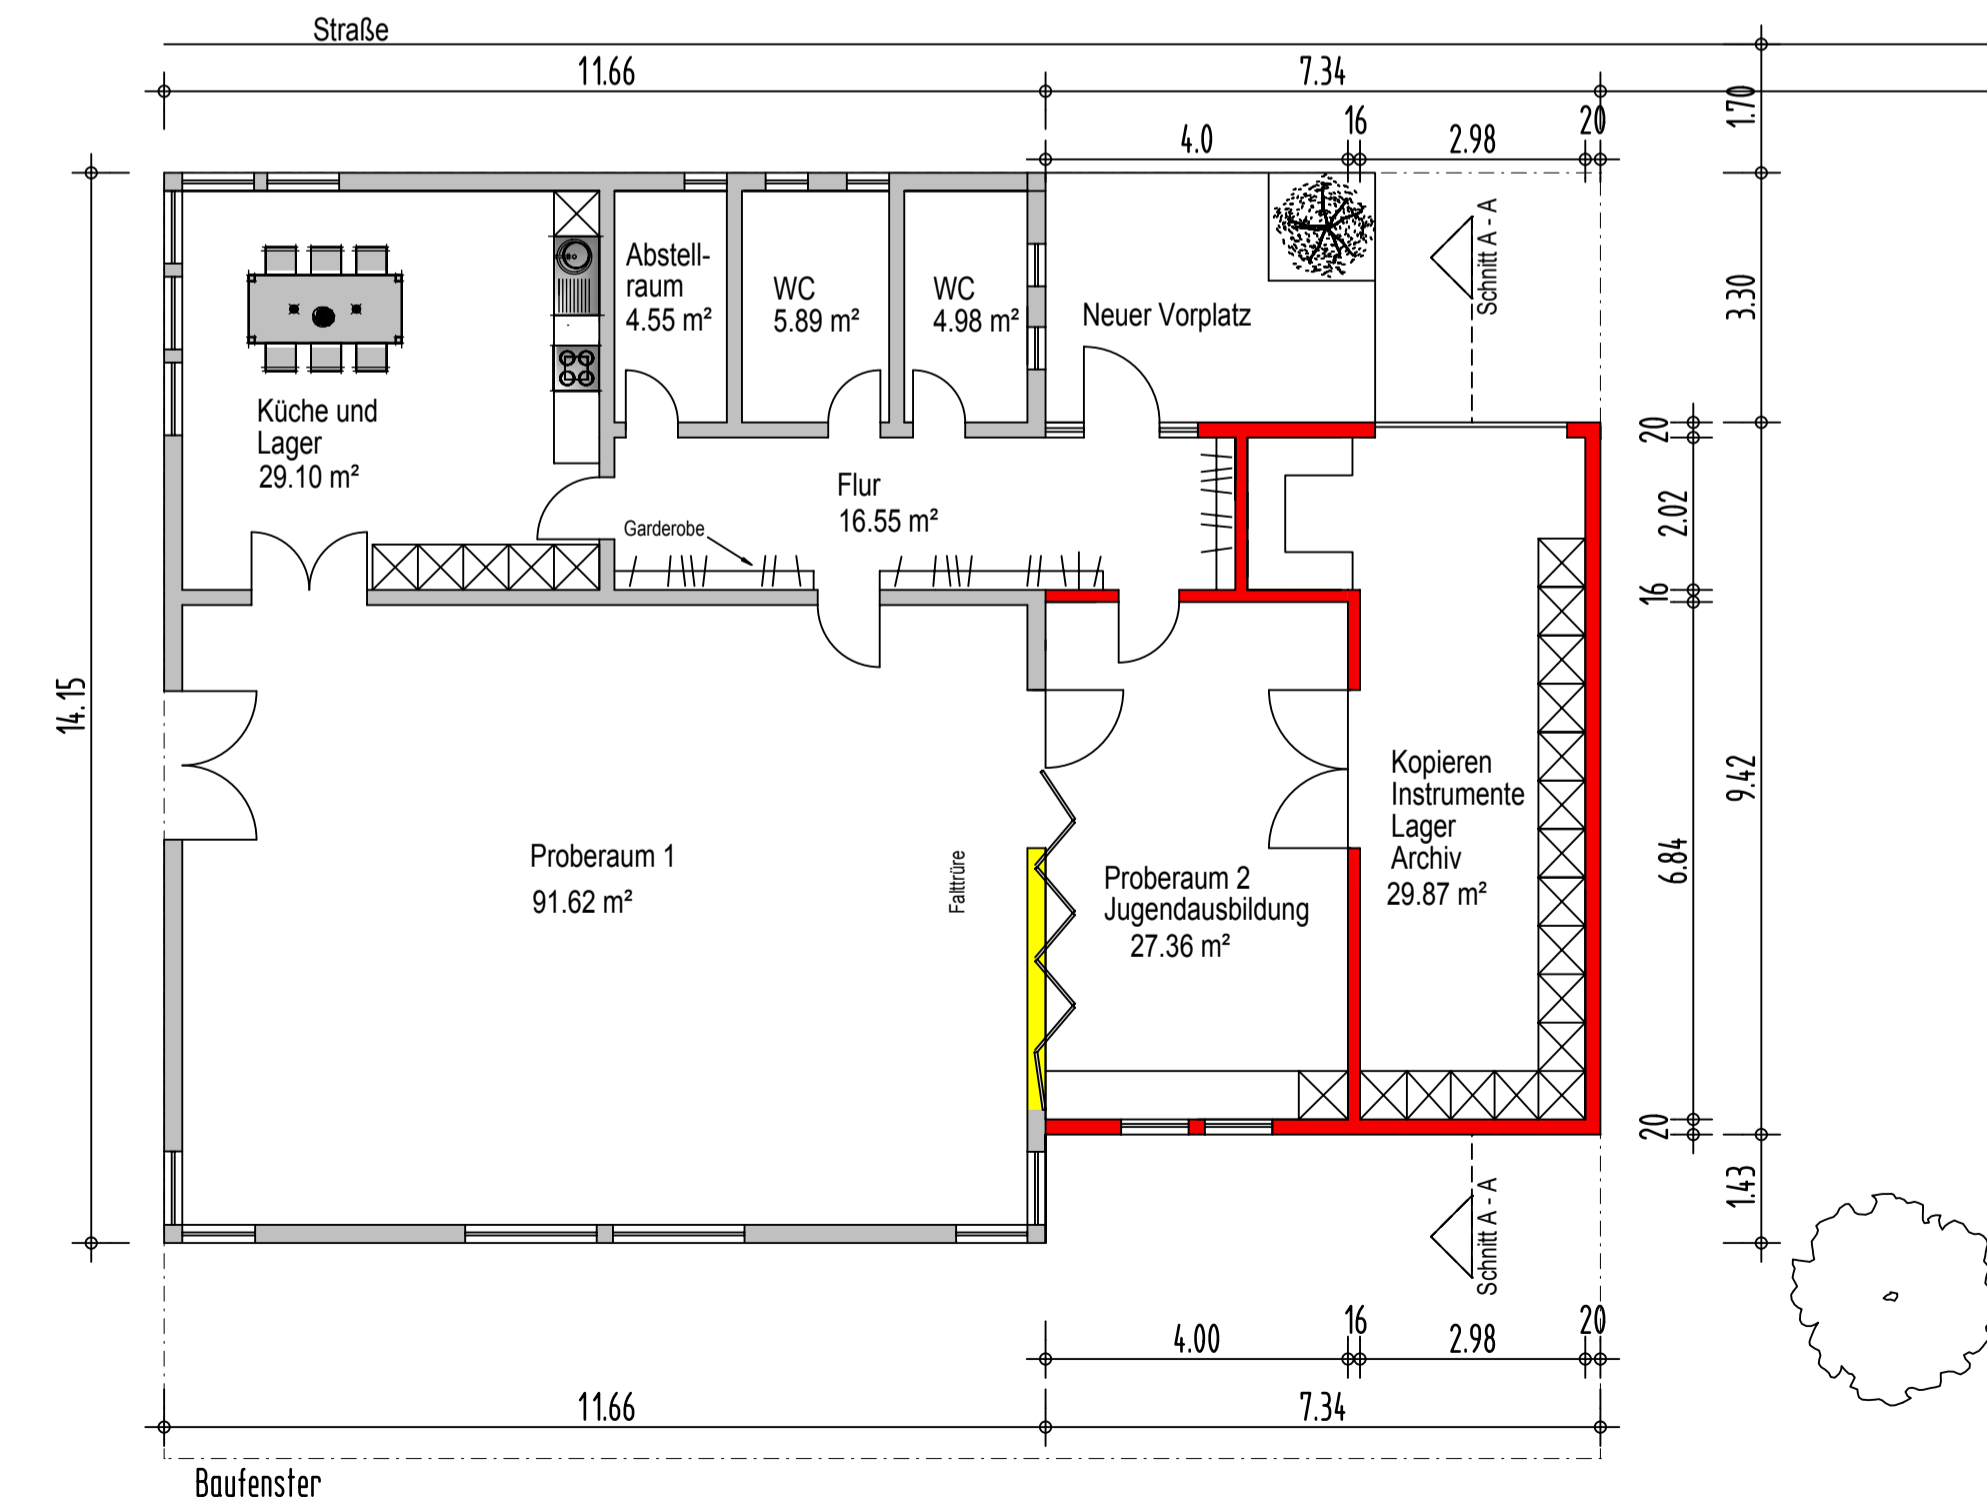 Straße
11.66
7.34
4.0
16
2.98
20
1.70
3.30
9.42
1.43
20
2.02
16
6.84
20
14.15
Schnitt A - A
Abstell-
raum
4.55 m²
WC
5.89 m²
WC
4.98 m²
Neuer Vorplatz
Küche und
Lager
29.10 m²
Flur
16.55 m²
Garderobe
Proberaum 1
91.62 m²
Falttrüre
Proberaum 2
Jugendausbildung
27.36 m²
Kopieren
Instrumente
Lager
Archiv
29.87 m²
Schnitt A - A
4.00
16
2.98
20
11.66
7.34
Baufenster